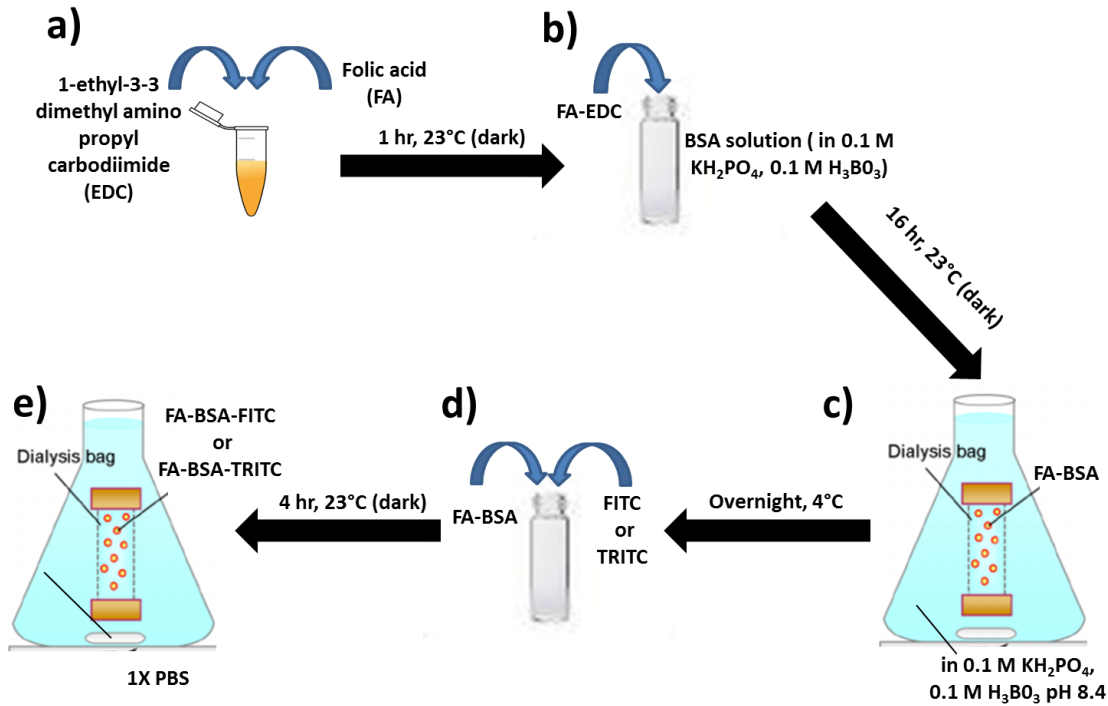 a)
1-ethyl-3-3
dimethyl amino
propyl
carbodiimide
(EDC)
Folic acid
(FA)
1 hr, 23°C (dark)
b)
FA-EDC
BSA solution ( in 0.1 M
KH₂PO₄, 0.1 M H₃B0₃)
16 hr, 23°C (dark)
c)
Dialysis bag
FA-BSA
in 0.1 M KH₂PO₄,
0.1 M H₃B0₃ pH 8.4
Overnight, 4°C
d)
FA-BSA
FITC
or
TRITC
4 hr, 23°C (dark)
e)
FA-BSA-FITC
or
FA-BSA-TRITC
Dialysis bag
1X PBS